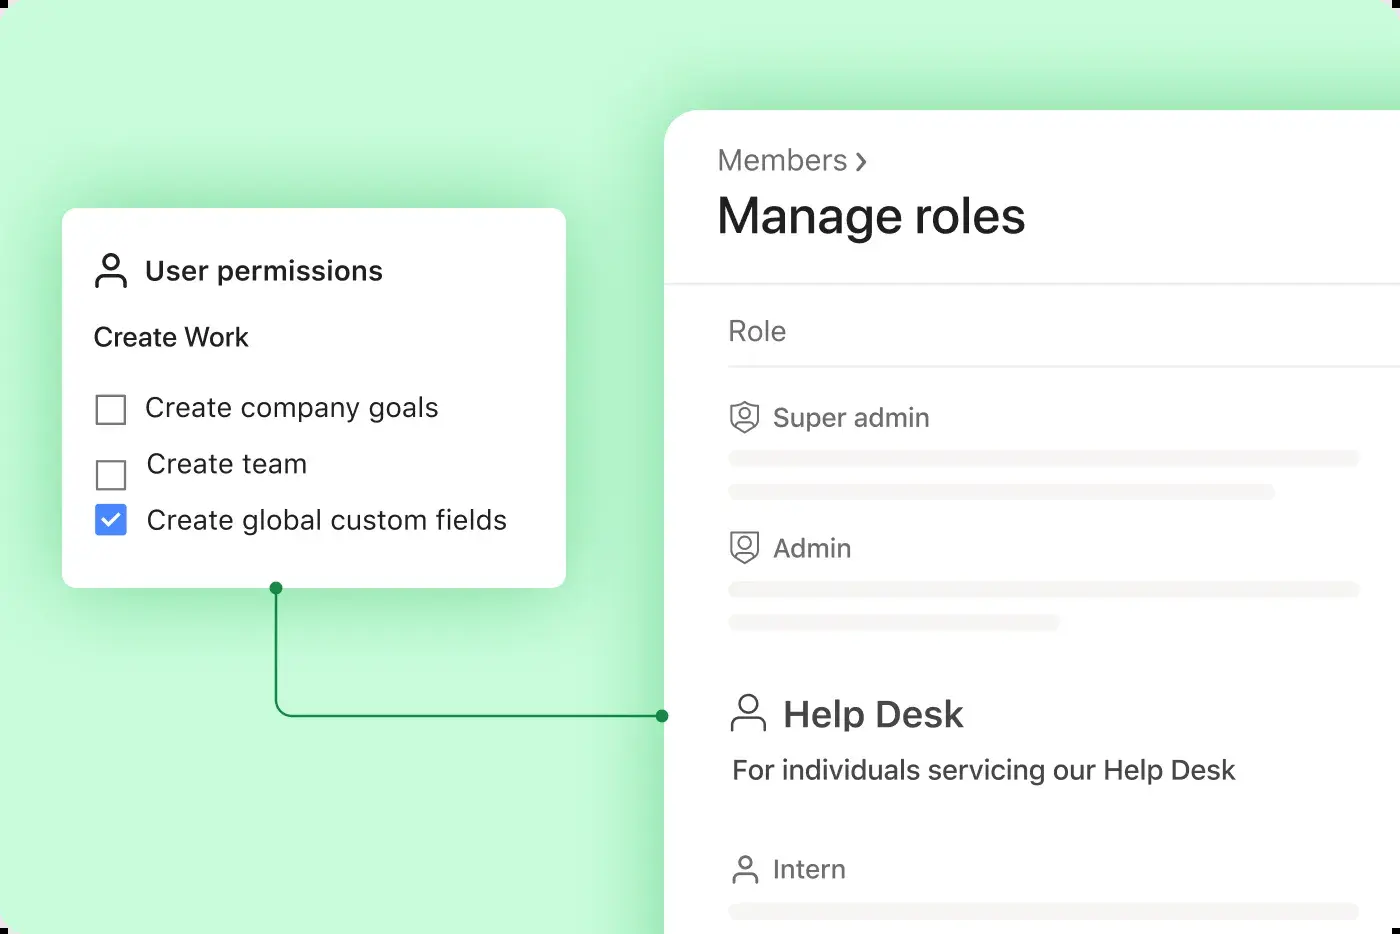 User permissions
Create Work
Create company goals
Create team
Create global custom fields
Members
Manage roles
Role
Super admin
Admin
Help Desk
For individuals servicing our Help Desk
Intern